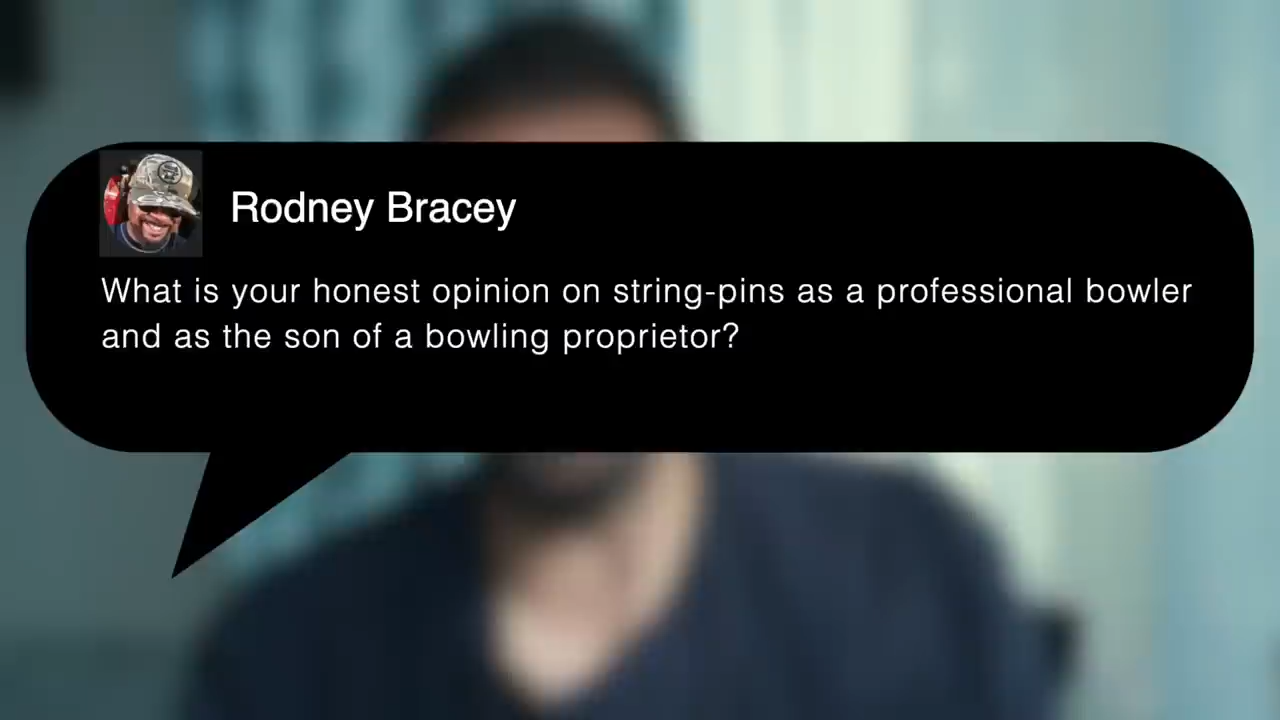 Rodney Bracey
What is your honest opinion on string-pins as a professional bowler
and as the son of a bowling proprietor?